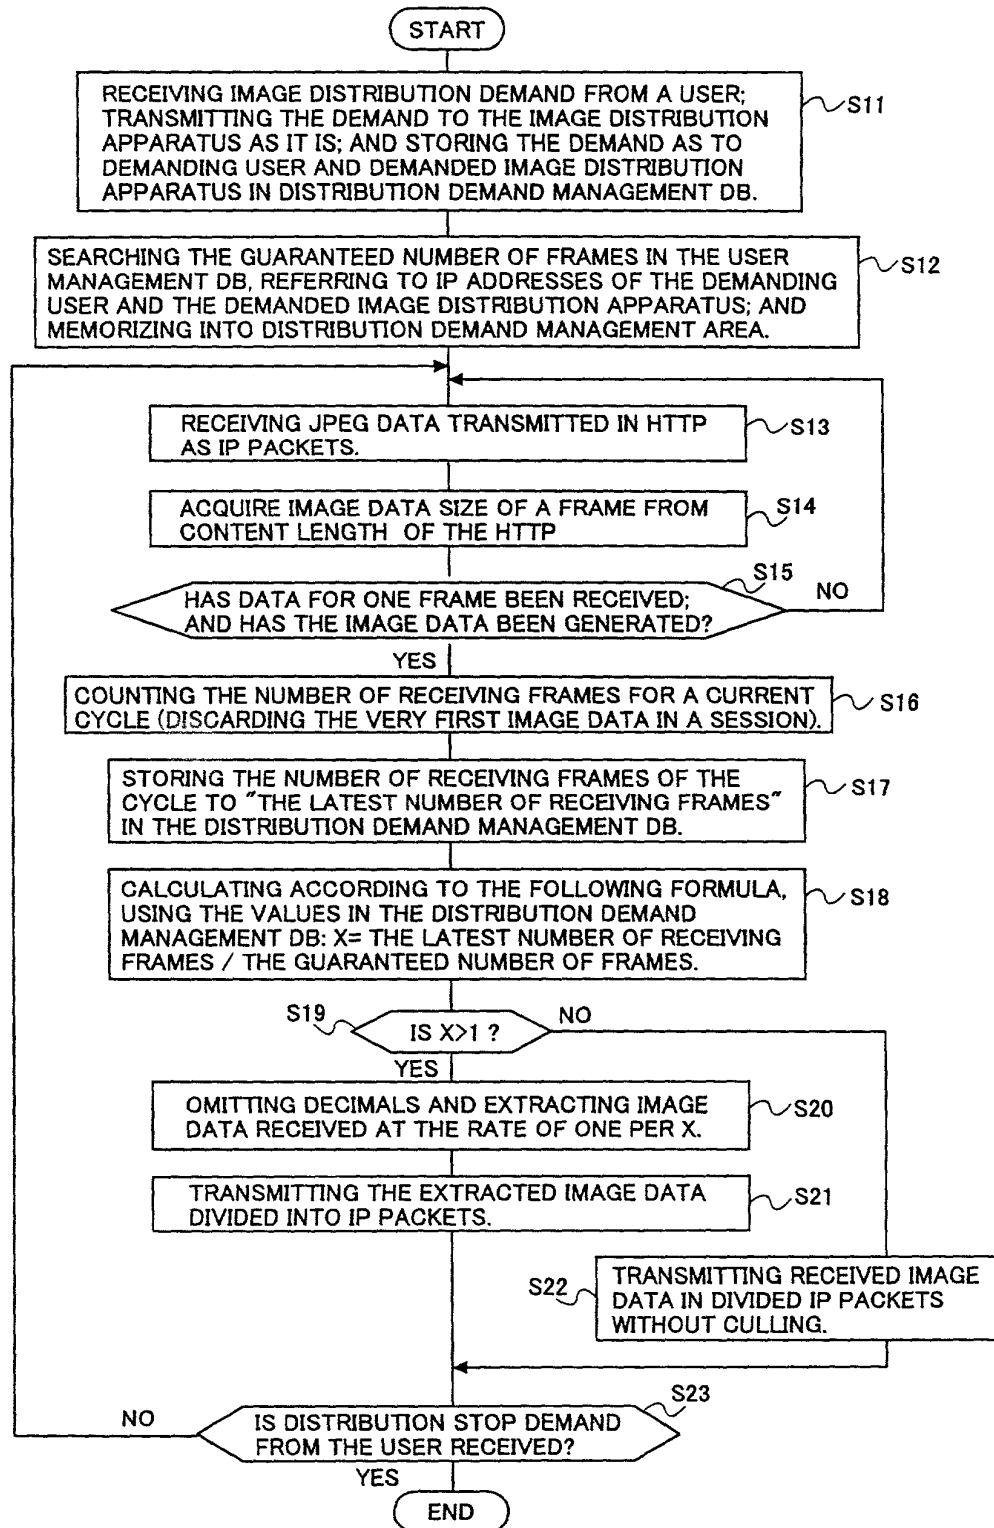 START
RECEIVING IMAGE DISTRIBUTION DEMAND FROM A USER;
TRANSMITTING THE DEMAND TO THE IMAGE DISTRIBUTION
APPARATUS AS IT IS; AND STORING THE DEMAND AS TO
DEMANDING USER AND DEMANDED IMAGE DISTRIBUTION
APPARATUS IN DISTRIBUTION DEMAND MANAGEMENT DB.
S11
SEARCHING THE GUARANTEED NUMBER OF FRAMES IN THE USER
MANAGEMENT DB, REFERRING TO IP ADDRESSES OF THE DEMANDING
USER AND THE DEMANDED IMAGE DISTRIBUTION APPARATUS; AND
MEMORIZING INTO DISTRIBUTION DEMAND MANAGEMENT AREA.
S12
RECEIVING JPEG DATA TRANSMITTED IN HTTP
AS IP PACKETS.
S13
ACQUIRE IMAGE DATA SIZE OF A FRAME FROM
CONTENT LENGTH OF THE HTTP
S14
S15
HAS DATA FOR ONE FRAME BEEN RECEIVED;
AND HAS THE IMAGE DATA BEEN GENERATED?
NO
YES
COUNTING THE NUMBER OF RECEIVING FRAMES FOR A CURRENT
CYCLE (DISCARDING THE VERY FIRST IMAGE DATA IN A SESSION).
S16
STORING THE NUMBER OF RECEIVING FRAMES OF THE
CYCLE TO "THE LATEST NUMBER OF RECEIVING FRAMES"
IN THE DISTRIBUTION DEMAND MANAGEMENT DB.
S17
CALCULATING ACCORDING TO THE FOLLOWING FORMULA,
USING THE VALUES IN THE DISTRIBUTION DEMAND
MANAGEMENT DB: X= THE LATEST NUMBER OF RECEIVING
FRAMES / THE GUARANTEED NUMBER OF FRAMES.
S18
S19
IS X>1 ?
NO
YES
OMITTING DECIMALS AND EXTRACTING IMAGE
DATA RECEIVED AT THE RATE OF ONE PER X.
S20
TRANSMITTING THE EXTRACTED IMAGE DATA
DIVIDED INTO IP PACKETS.
S21
S22
TRANSMITTING RECEIVED IMAGE
DATA IN DIVIDED IP PACKETS
WITHOUT CULLING.
S23
NO
IS DISTRIBUTION STOP DEMAND
FROM THE USER RECEIVED?
YES
END